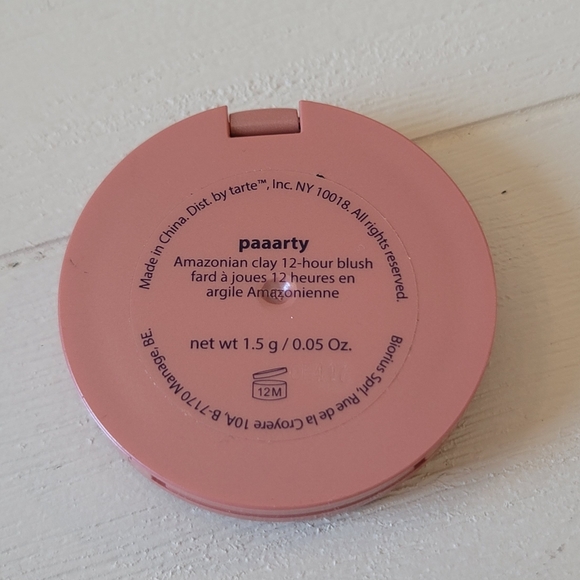 Made in China. Dist. by tarte™, Inc. NY 10018. All rights reserved.
paaarty
Amazonian clay 12-hour blush
fard à joues 12 heures en
argile Amazonienne
net wt 1.5 g / 0.05 Oz.
12M
Biorius Sprl, Rue de la Croyere 10A, B-7170 Manage, BE.